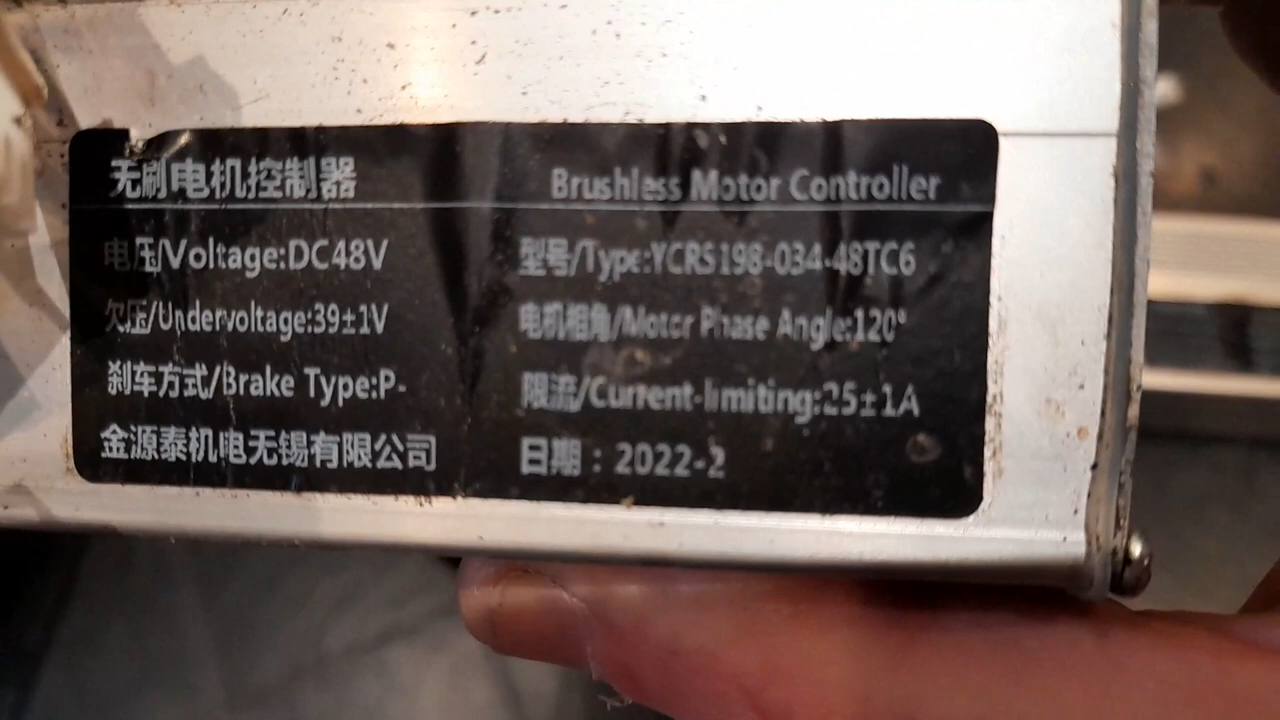 无刷电机控制器 Brushless Motor Controller
电压/Voltage:DC48V 型号/Type:YCRS198-034-48TC6
欠压/Undervoltage:39±1V 电机相角/Motor Phase Angle:120°
刹车方式/Brake Type:P- 限流/Current-limiting:25±1A
金源泰机电无锡有限公司 日期：2022-2